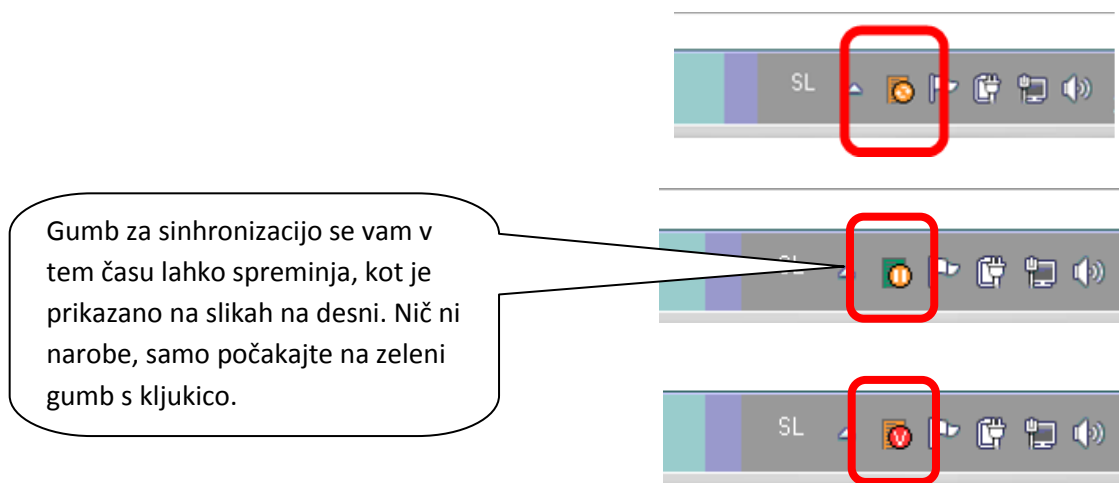 SL
Gumb za sinhronizacijo se vam v
tem času lahko spreminja, kot je
prikazano na slikah na desni. Nič ni
narobe, samo počakajte na zeleni
gumb s kljukico.
SL
SL
V